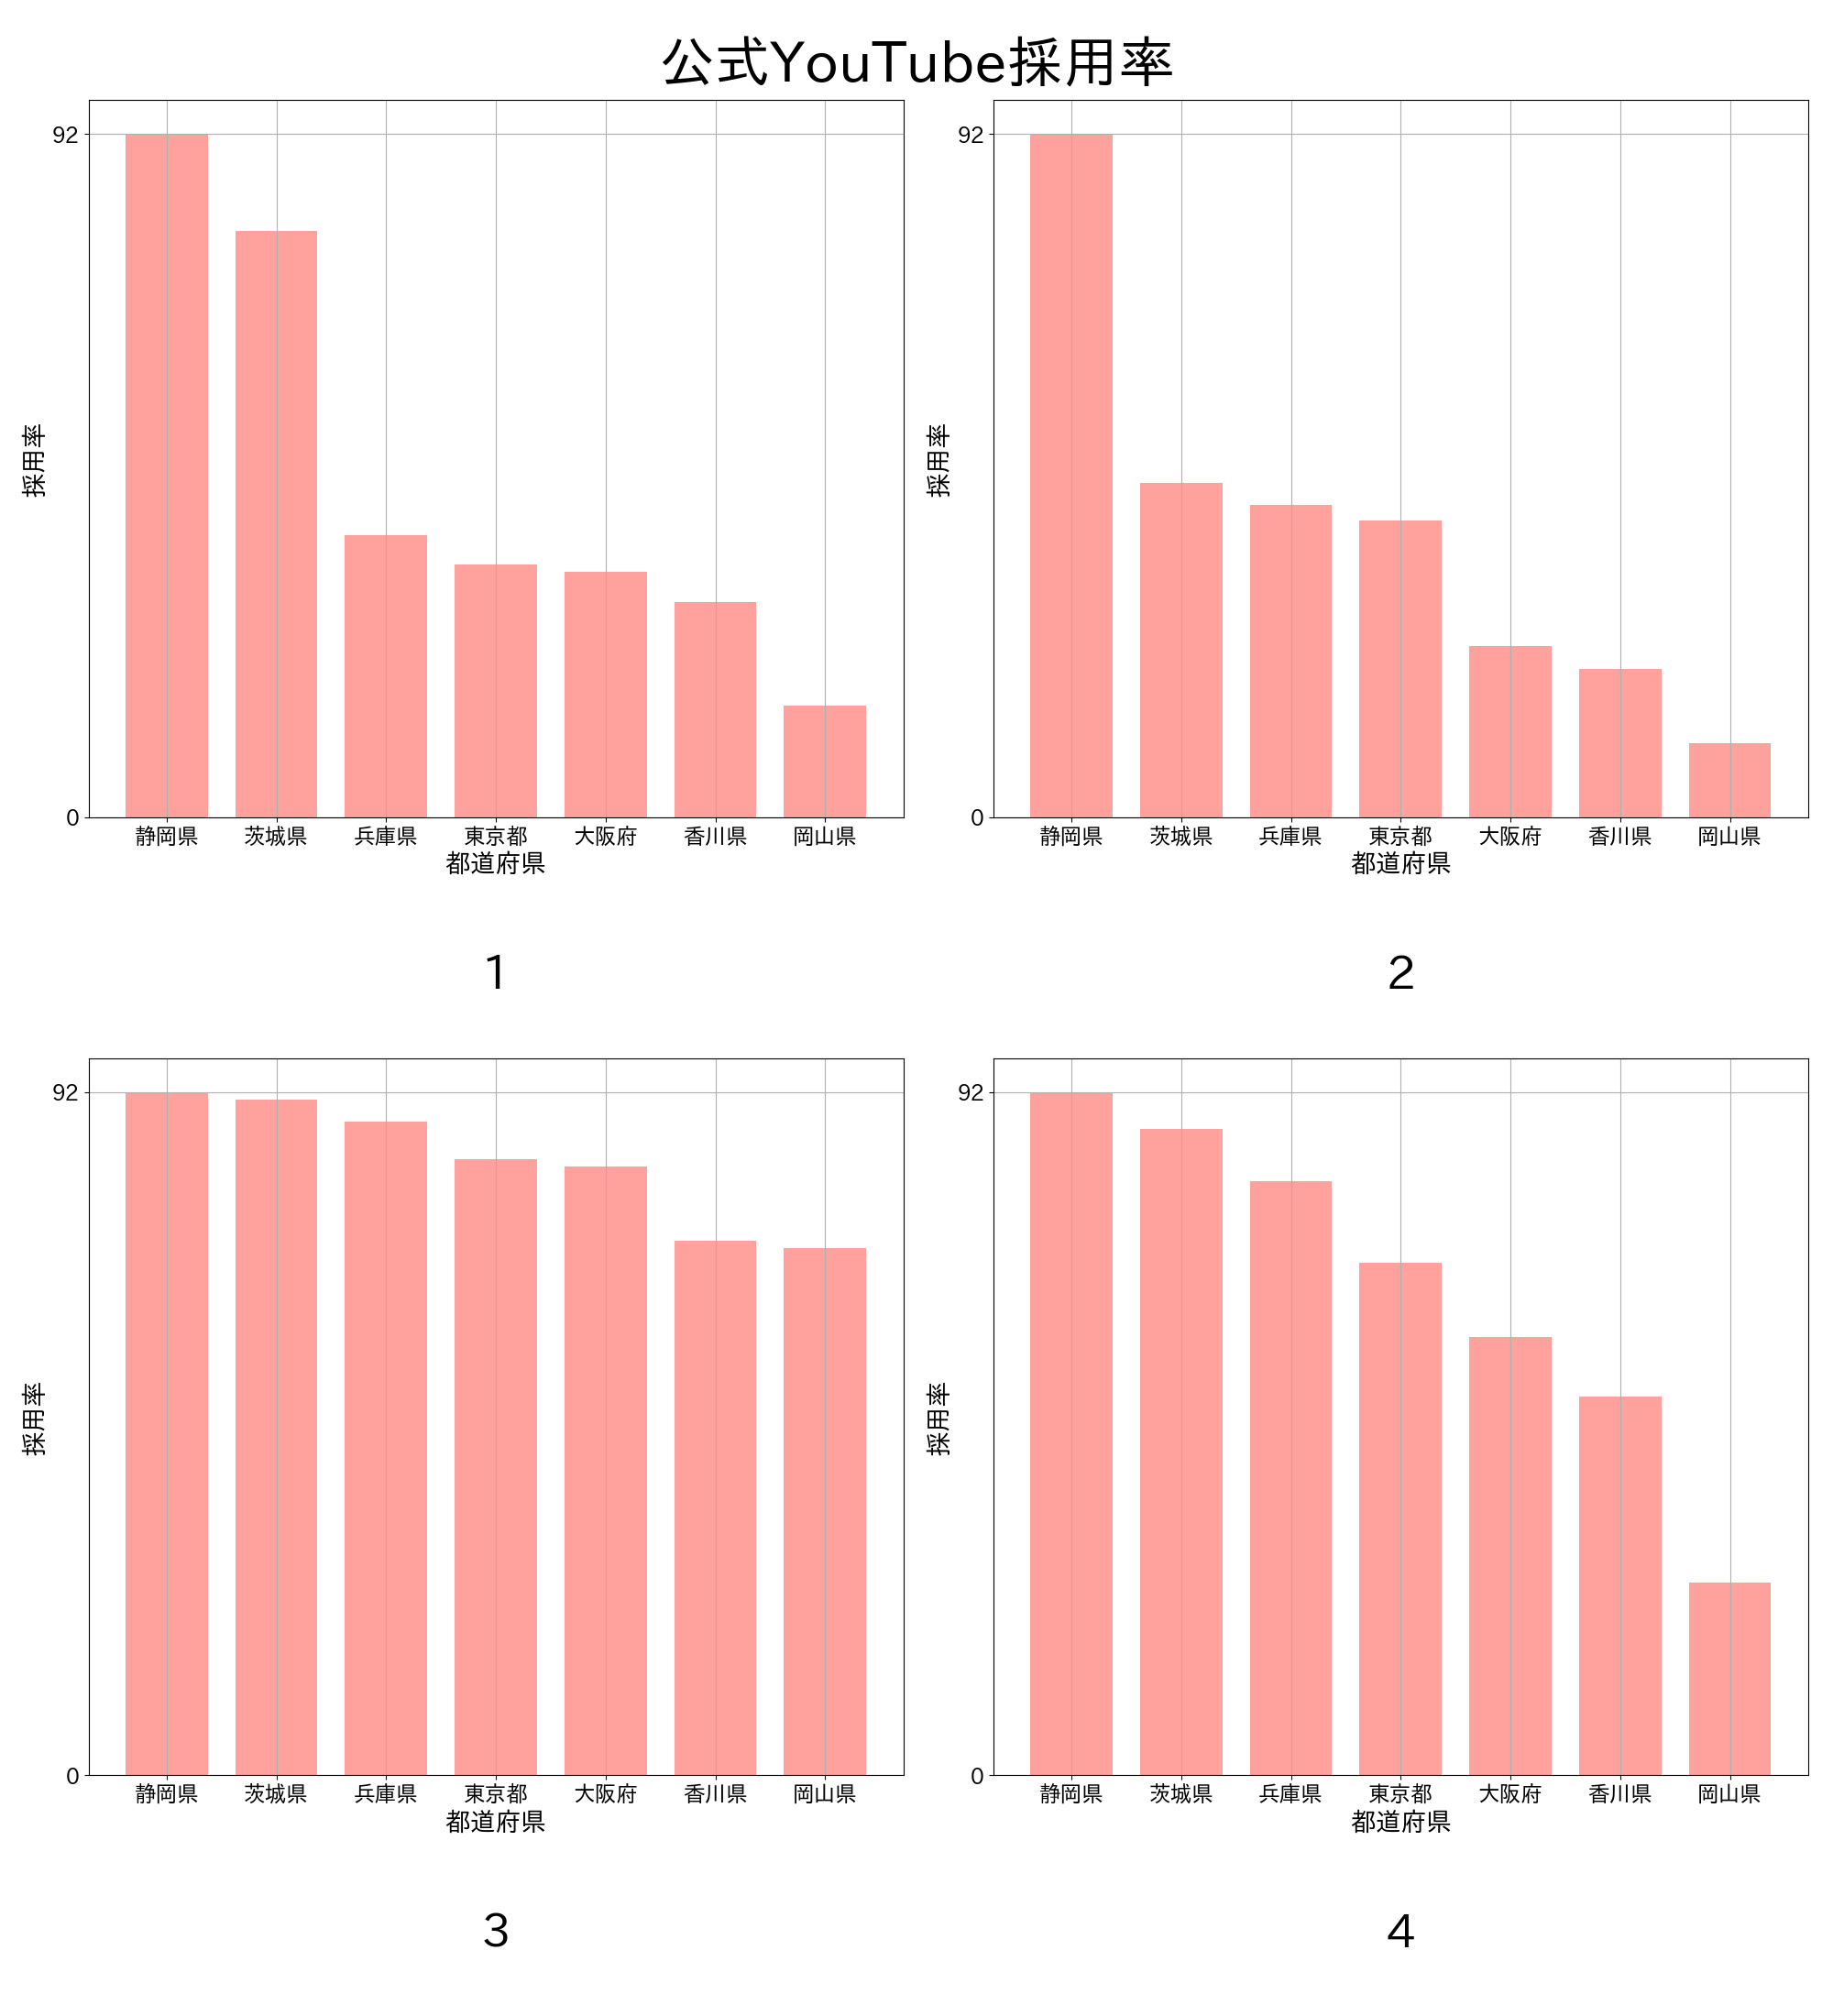 公式YouTube採用率
92
採用率
0
静岡県 茨城県 兵庫県 東京都 大阪府 香川県 岡山県
都道府県
1
92
採用率
0
静岡県 茨城県 兵庫県 東京都 大阪府 香川県 岡山県
都道府県
2
92
採用率
0
静岡県 茨城県 兵庫県 東京都 大阪府 香川県 岡山県
都道府県
3
92
採用率
0
静岡県 茨城県 兵庫県 東京都 大阪府 香川県 岡山県
都道府県
4